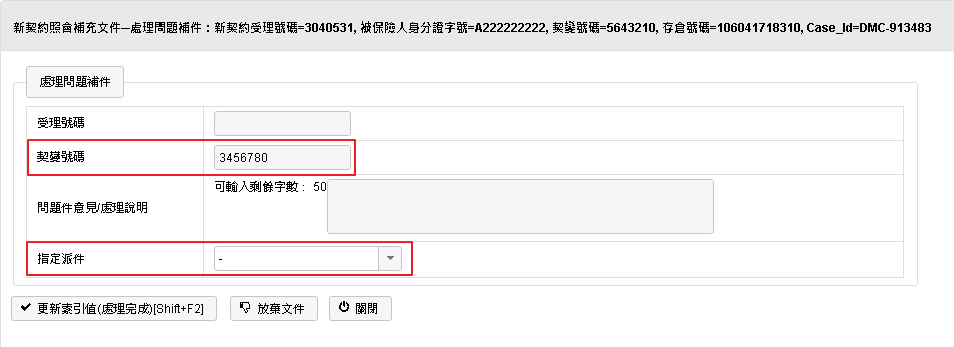 新契約照會補充文件─處理問題補件：新契約受理號碼=3040531, 被保險人身分證字號=A222222222, 契變號碼=5643210, 存倉號碼=106041718310, Case_Id=DMC-913483
處理問題補件
受理號碼
契變號碼 3456780
可輸入剩餘字數： 50
問題件意見/處理說明
指定派件 -
更新索引值(處理完成)[Shift+F2] 放棄文件 關閉